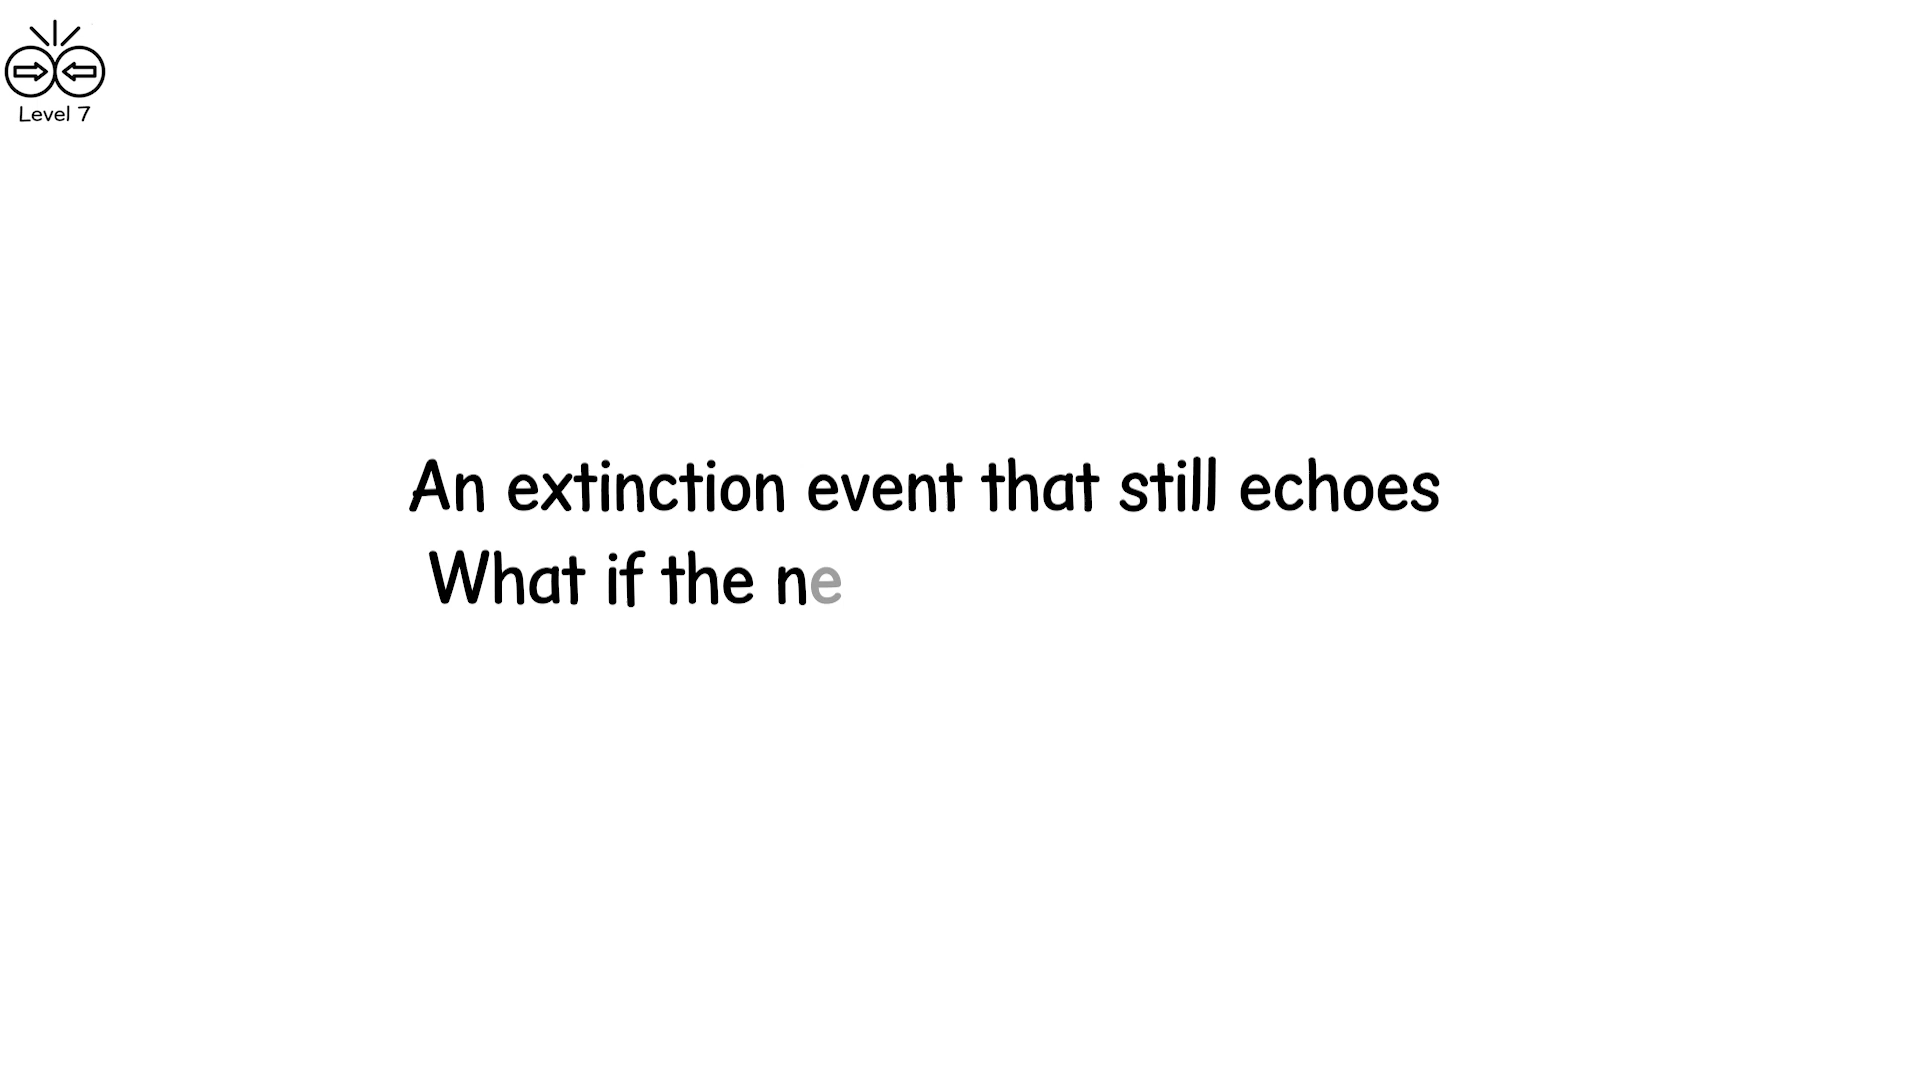 Level 7
An extinction event that still echoes
What if the ne